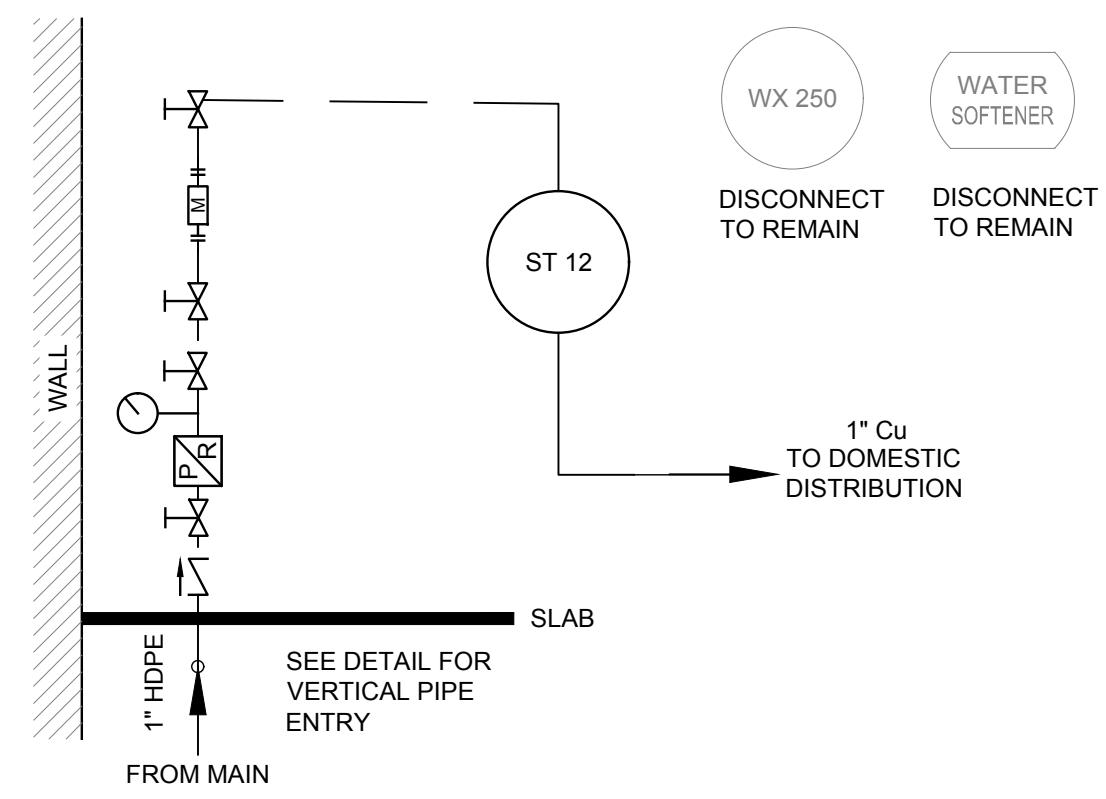 WX 250
WATER
SOFTENER
DISCONNECT
TO REMAIN
DISCONNECT
TO REMAIN
M
ST 12
WALL
P/R
1" Cu
TO DOMESTIC
DISTRIBUTION
SLAB
1" HDPE
SEE DETAIL FOR
VERTICAL PIPE
ENTRY
FROM MAIN